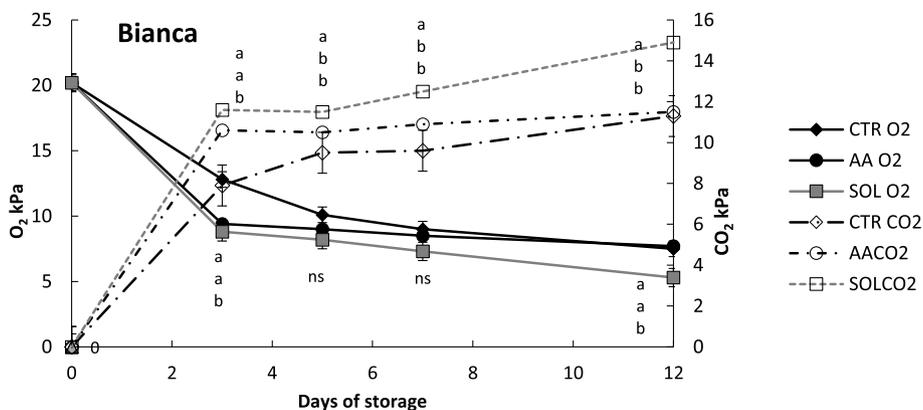 Bianca
O2 kPa
25
20
15
10
5
0
a
a
b
a
b
b
a
b
b
a
b
b
a
a
b
ns
ns
a
a
b
0
0
2
4
6
8
10
12
Days of storage
16
14
12
10
8
6
4
2
0
CO2 kPa
CTR O2
AA O2
SOL O2
CTR CO2
AACO2
SOLCO2